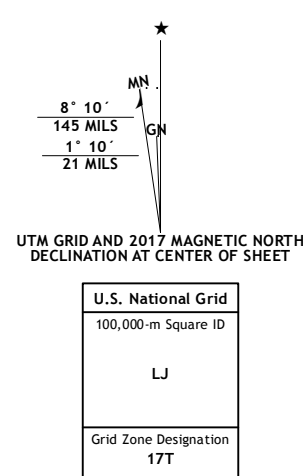 ★
MN
8° 10´
145 MILS
GN
1° 10´
21 MILS
UTM GRID AND 2017 MAGNETIC NORTH
DECLINATION AT CENTER OF SHEET
U.S. National Grid
100,000-m Square ID
LJ
Grid Zone Designation
17T